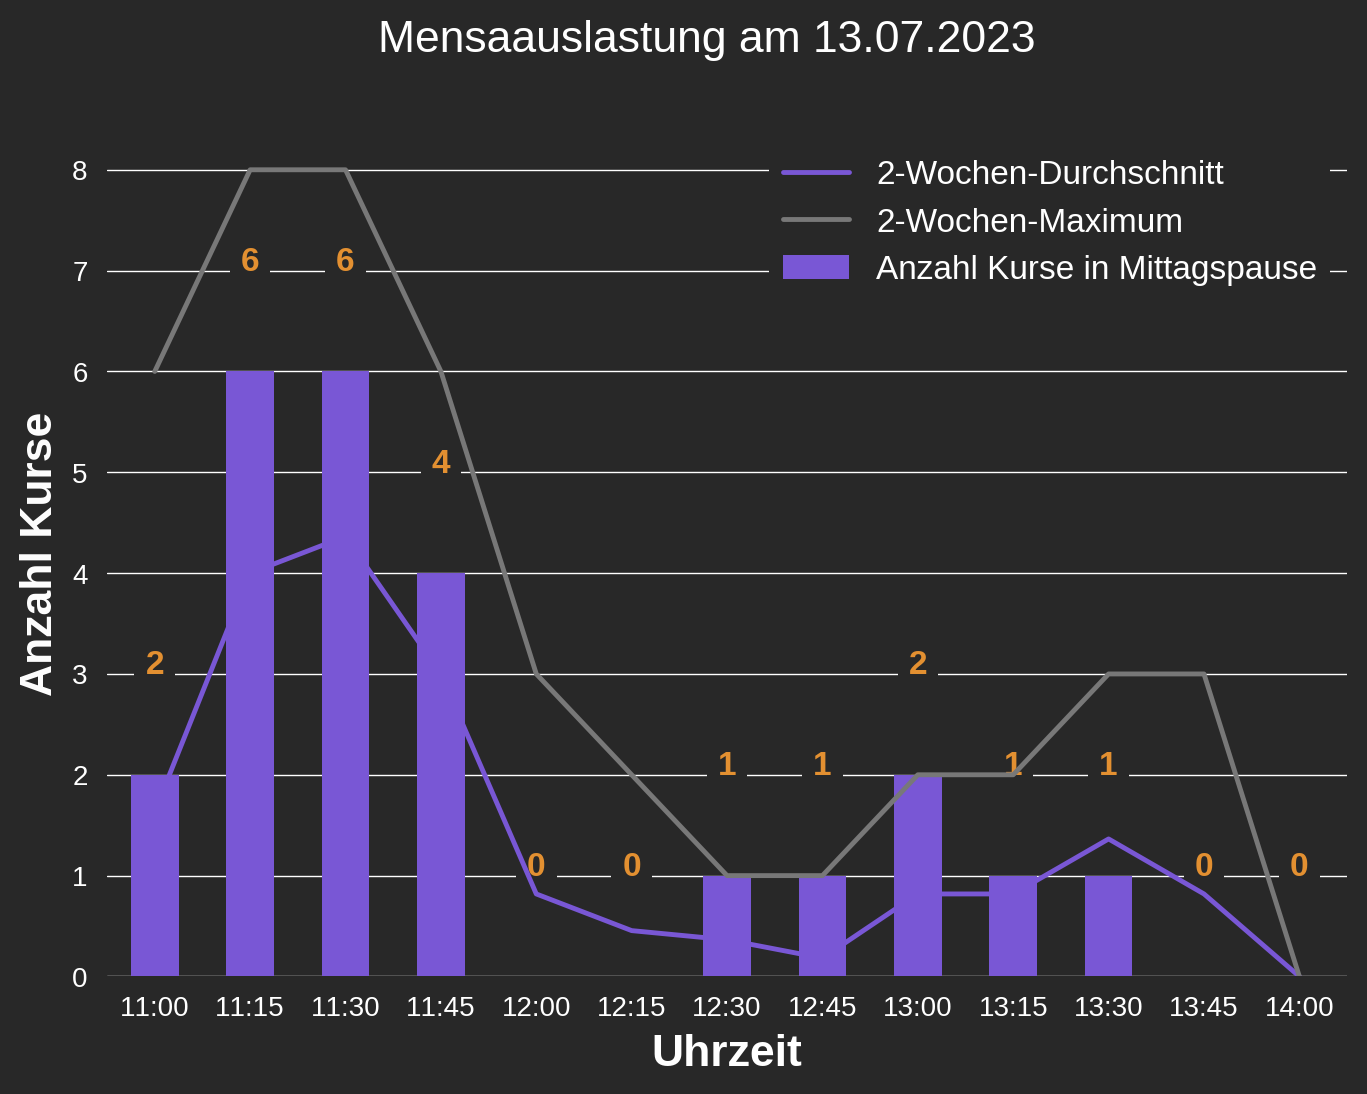 Mensaauslastung am 13.07.2023
2-Wochen-Durchschnitt
2-Wochen-Maximum
Anzahl Kurse in Mittagspause
Anzahl Kurse
8
7
6
5
4
3
2
1
0
6 6
4
2 2
1 1 1 1
0 0 0 0
11:00 11:15 11:30 11:45 12:00 12:15 12:30 12:45 13:00 13:15 13:30 13:45 14:00
Uhrzeit